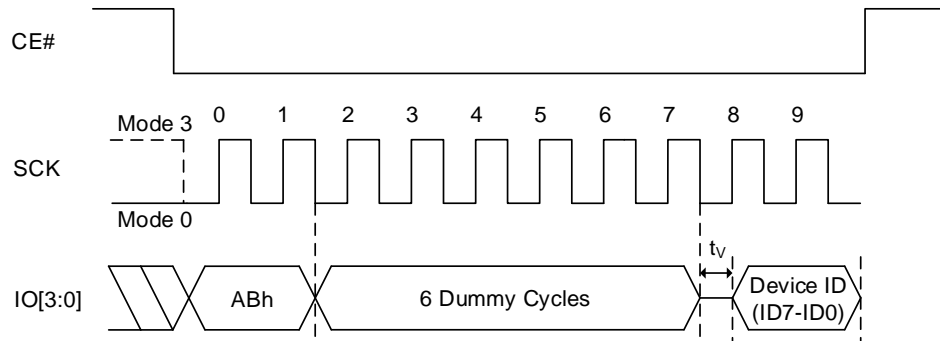 CE#
Mode 3
0 1 2 3 4 5 6 7 8 9
SCK
Mode 0
tV
IO[3:0]
ABh
6 Dummy Cycles
Device ID
(ID7-ID0)